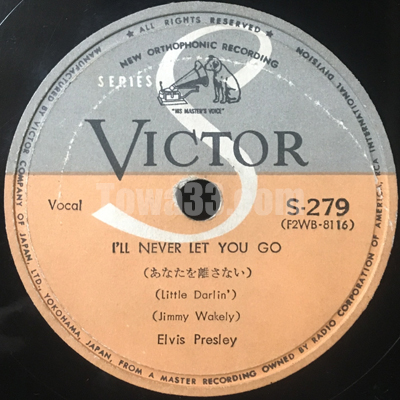 ★ ALL RIGHTS RESERVED ★
NEW ORTHOPHONIC RECORDING
SERIES S
"HIS MASTER'S VOICE"
VICTOR
Towa33.com
Vocal
S-279
(F2WB-8116)
I'LL NEVER LET YOU GO
(あなたを離さない)
(Little Darlin')
(Jimmy Wakely)
Elvis Presley
MANUFACTURED BY VICTOR COMPANY OF JAPAN, LTD., YOKOHAMA, JAPAN, FROM A MASTER RECORDING OWNED BY RADIO CORPORATION OF AMERICA, RCA INTERNATIONAL DIVISION